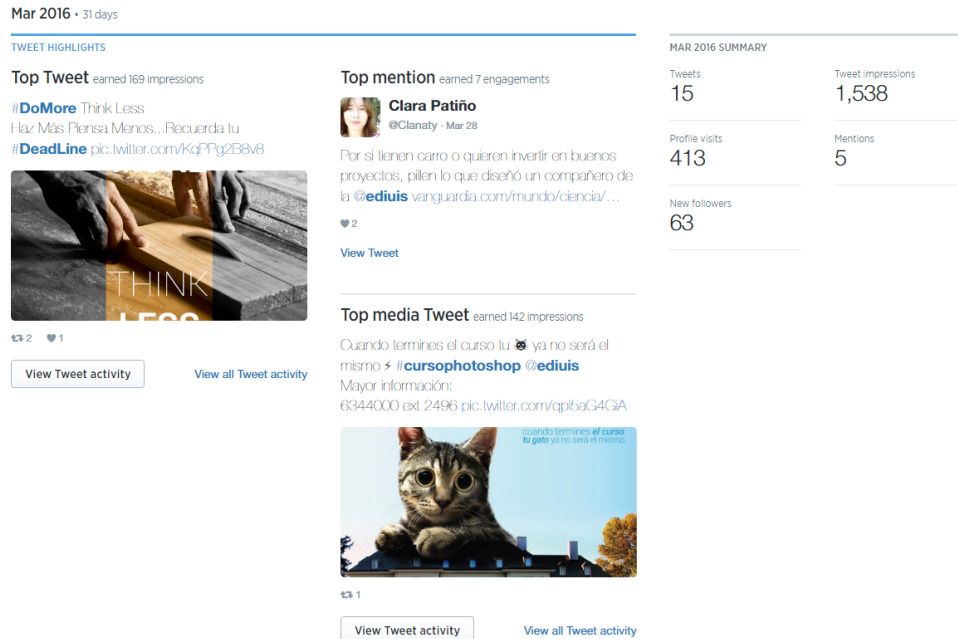 Mar 2016 • 31 days
TWEET HIGHLIGHTS
Top Tweet earned 169 impressions
#DoMore Think Less
Haz Más Piensa Menos...Recuerda tu
#DeadLine pic.twitter.com/KqPPg2B8v8
THINK
LESS
2 1
View Tweet activity
View all Tweet activity
Top mention earned 7 engagements
Clara Patiño
@Clanaty · Mar 28
Por si tienen carro o quieren invertir en buenos
proyectos, pillen lo que diseñó un compañero de
la @ediuis vanguardia.com/mundo/ciencia/…
2
View Tweet
Top media Tweet earned 142 impressions
Cuando termines el curso tu 😼 ya no será el
mismo ⚡ #cursophotoshop @ediuis
Mayor información:
6344000 ext 2496 pic.twitter.com/qpl5aG4GiA
cuando termines el curso
tu gato ya no será el mismo
1
View Tweet activity
View all Tweet activity
MAR 2016 SUMMARY
Tweets
15
Tweet impressions
1,538
Profile visits
413
Mentions
5
New followers
63